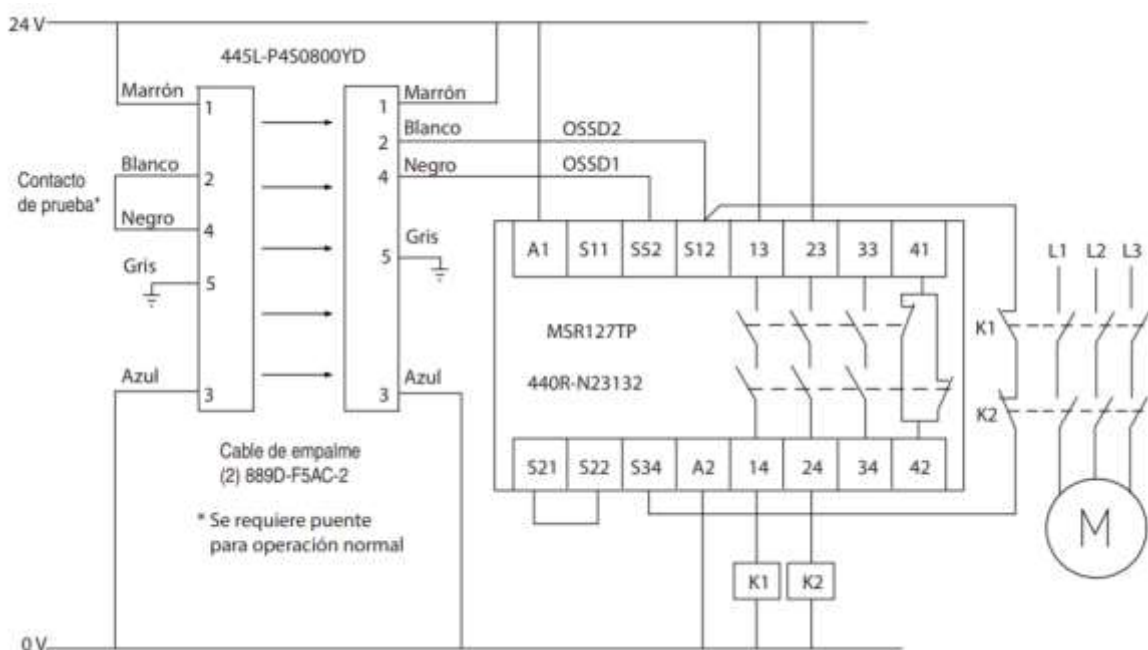 24 V
445L-P4S0800YD
Marrón
1
Blanco
2
Contacto
de prueba*
Negro
4
Gris
5
Azul
3
Marrón
1
Blanco
2
OSSD2
Negro
4
OSSD1
Gris
5
Azul
3
Cable de empalme
(2) 889D-F5AC-2
* Se requiere puente
para operación normal
A1 S11 S52 S12 13 23 33 41
MSR127TP
440R-N23132
S21 S22 S34 A2 14 24 34 42
K1 K2
L1 L2 L3
K1
K2
M
0 V